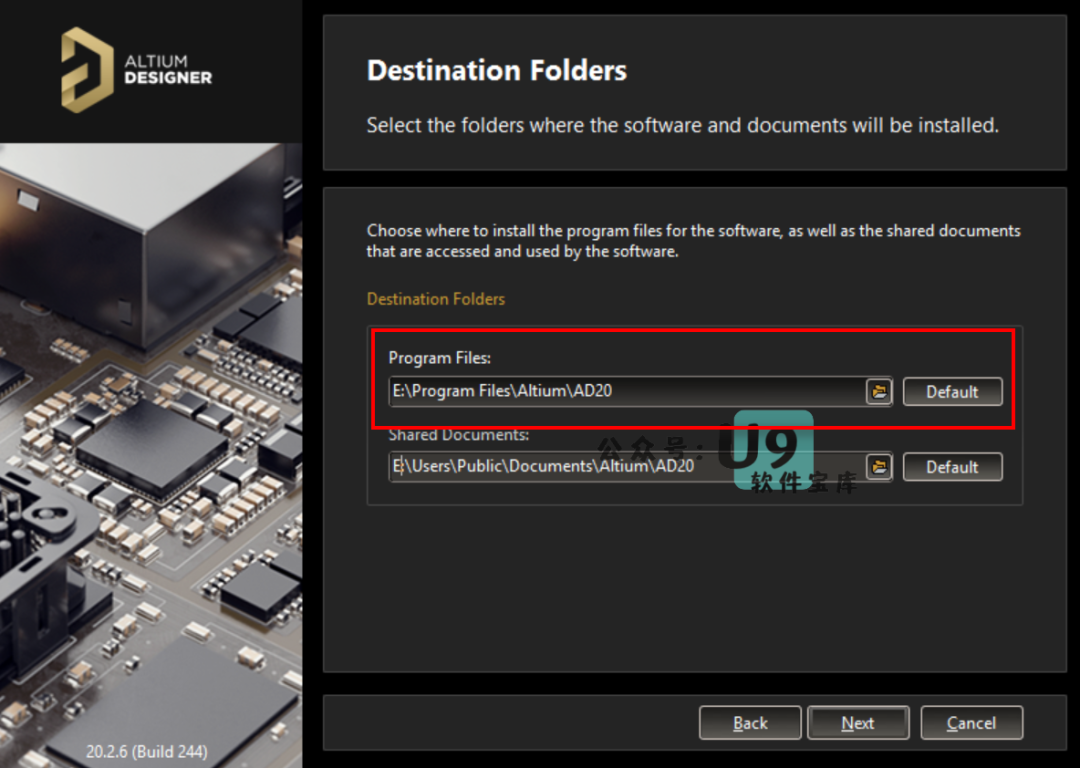 ALTIUM
DESIGNER
Destination Folders
Select the folders where the software and documents will be installed.
Choose where to install the program files for the software, as well as the shared documents
that are accessed and used by the software.
Destination Folders
Program Files:
E:\Program Files\Altium\AD20
Default
Shared Documents:
E:\Users\Public\Documents\Altium\AD20
Default
公众号:
U9
软件宝库
Back
Next
Cancel
20.2.6 (Build 244)